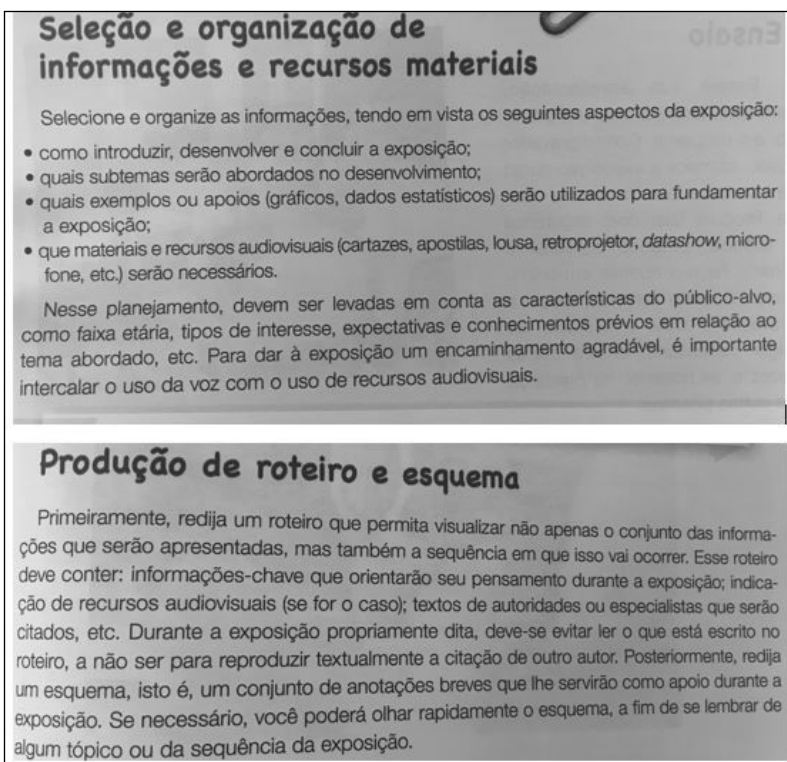 Seleção e organização de
informações e recursos materiais
Selecione e organize as informações, tendo em vista os seguintes aspectos da exposição:
• como introduzir, desenvolver e concluir a exposição;
• quais subtemas serão abordados no desenvolvimento;
• quais exemplos ou apoios (gráficos, dados estatísticos) serão utilizados para fundamentar
a exposição;
• que materiais e recursos audiovisuais (cartazes, apostilas, lousa, retroprojetor, datashow, micro-
fone, etc.) serão necessários.
Nesse planejamento, devem ser levadas em conta as características do público-alvo,
como faixa etária, tipos de interesse, expectativas e conhecimentos prévios em relação ao
tema abordado, etc. Para dar à exposição um encaminhamento agradável, é importante
intercalar o uso da voz com o uso de recursos audiovisuais.
Produção de roteiro e esquema
Primeiramente, redija um roteiro que permita visualizar não apenas o conjunto das informa-
ções que serão apresentadas, mas também a sequência em que isso vai ocorrer. Esse roteiro
deve conter: informações-chave que orientarão seu pensamento durante a exposição; indica-
ção de recursos audiovisuais (se for o caso); textos de autoridades ou especialistas que serão
citados, etc. Durante a exposição propriamente dita, deve-se evitar ler o que está escrito no
roteiro, a não ser para reproduzir textualmente a citação de outro autor. Posteriormente, redija
um esquema, isto é, um conjunto de anotações breves que lhe servirão como apoio durante a
exposição. Se necessário, você poderá olhar rapidamente o esquema, a fim de se lembrar de
algum tópico ou da sequência da exposição.